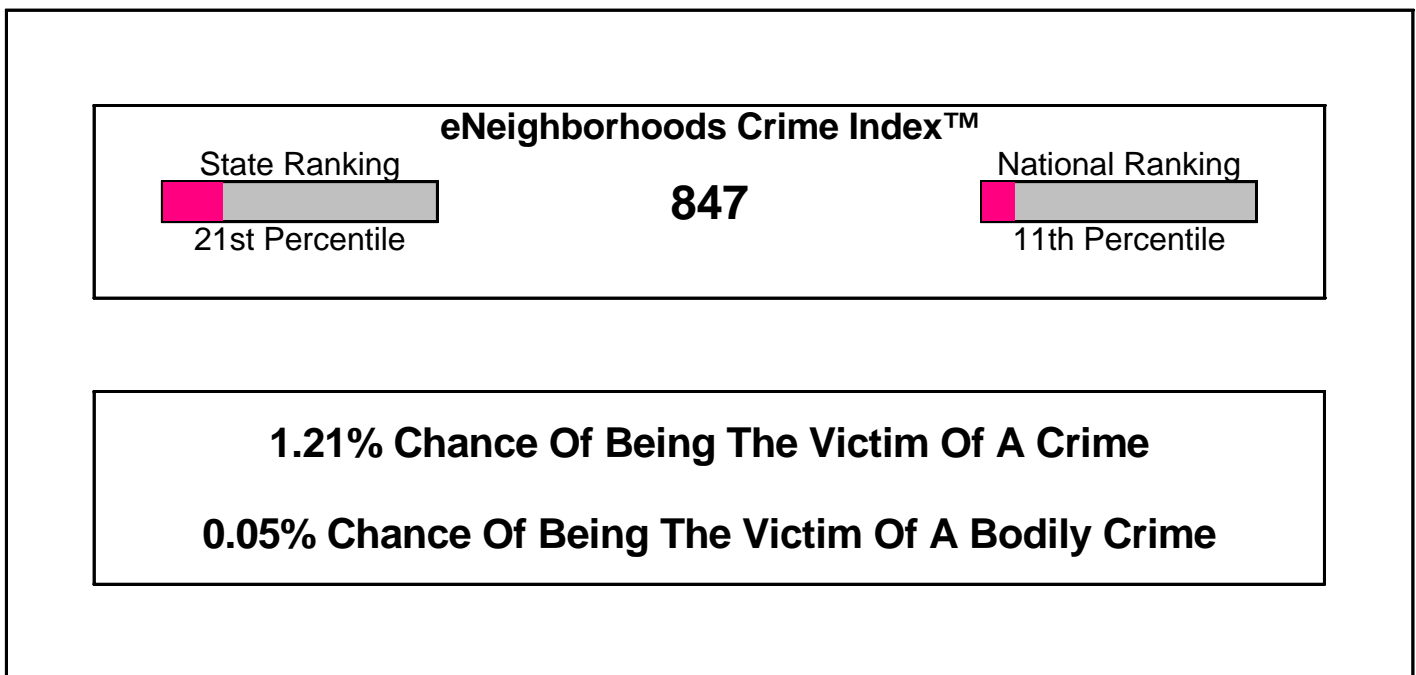 eNeighborhoods Crime Index™
State Ranking
21st Percentile
847
National Ranking
11th Percentile
1.21% Chance Of Being The Victim Of A Crime
0.05% Chance Of Being The Victim Of A Bodily Crime